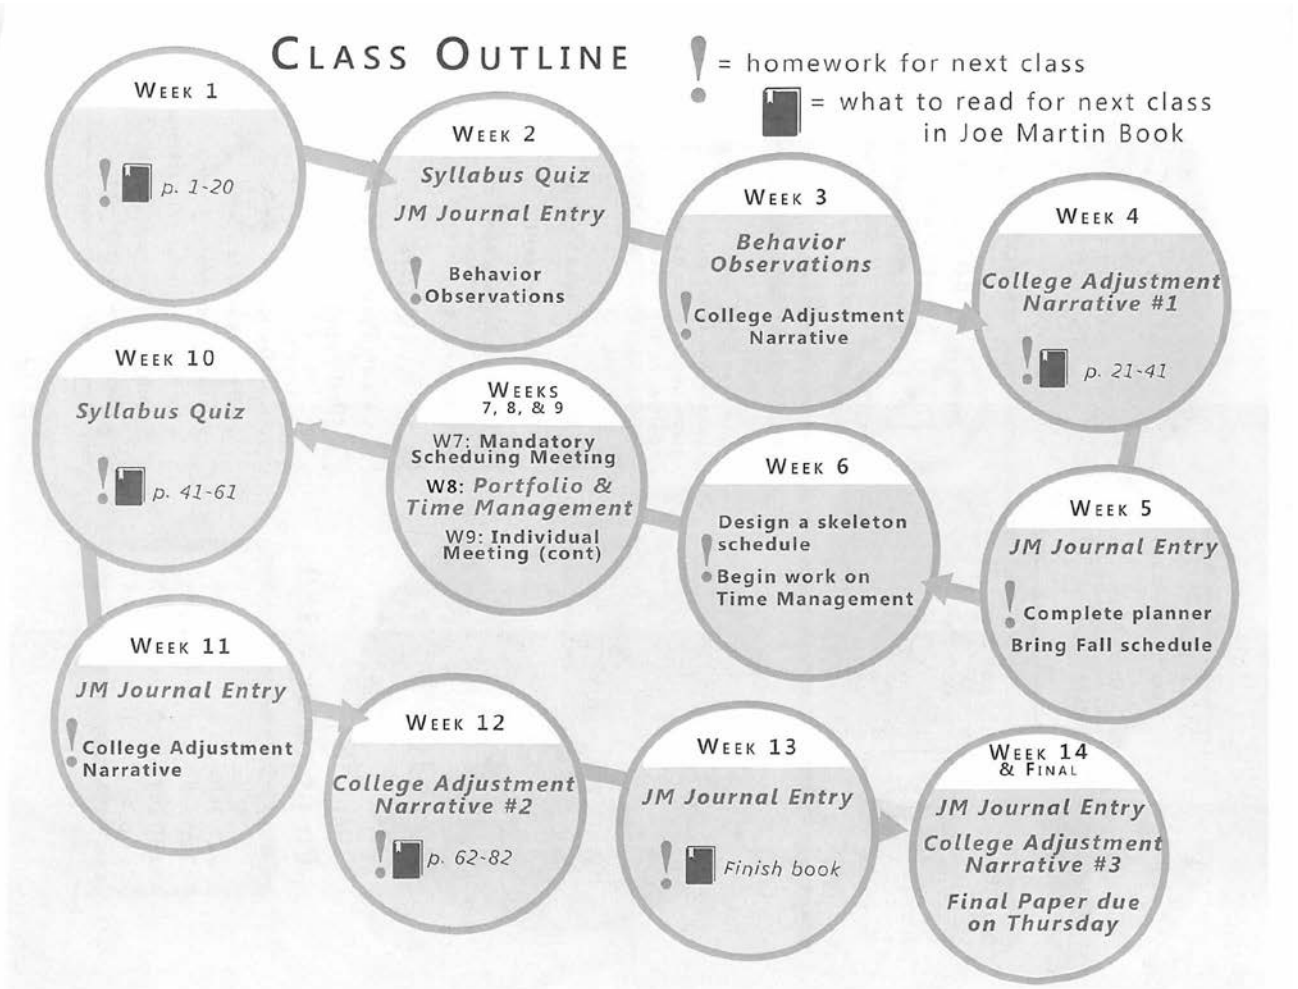 CLASS OUTLINE
= homework for next class
= what to read for next class
in Joe Martin Book
WEEK 1
p. 1-20
WEEK 2
Syllabus Quiz
JM Journal Entry
Behavior
Observations
WEEK 3
Behavior
Observations
College Adjustment
Narrative
WEEK 4
College Adjustment
Narrative #1
p. 21-41
WEEK 5
JM Journal Entry
Complete planner
Bring Fall schedule
WEEK 6
Design a skeleton
schedule
Begin work on
Time Management
WEEKS
7, 8, & 9
W7: Mandatory
Scheduing Meeting
W8: Portfolio &
Time Management
W9: Individual
Meeting (cont)
WEEK 10
Syllabus Quiz
p. 41-61
WEEK 11
JM Journal Entry
College Adjustment
Narrative
WEEK 12
College Adjustment
Narrative #2
p. 62-82
WEEK 13
JM Journal Entry
Finish book
WEEK 14
& FINAL
JM Journal Entry
College Adjustment
Narrative #3
Final Paper due
on Thursday